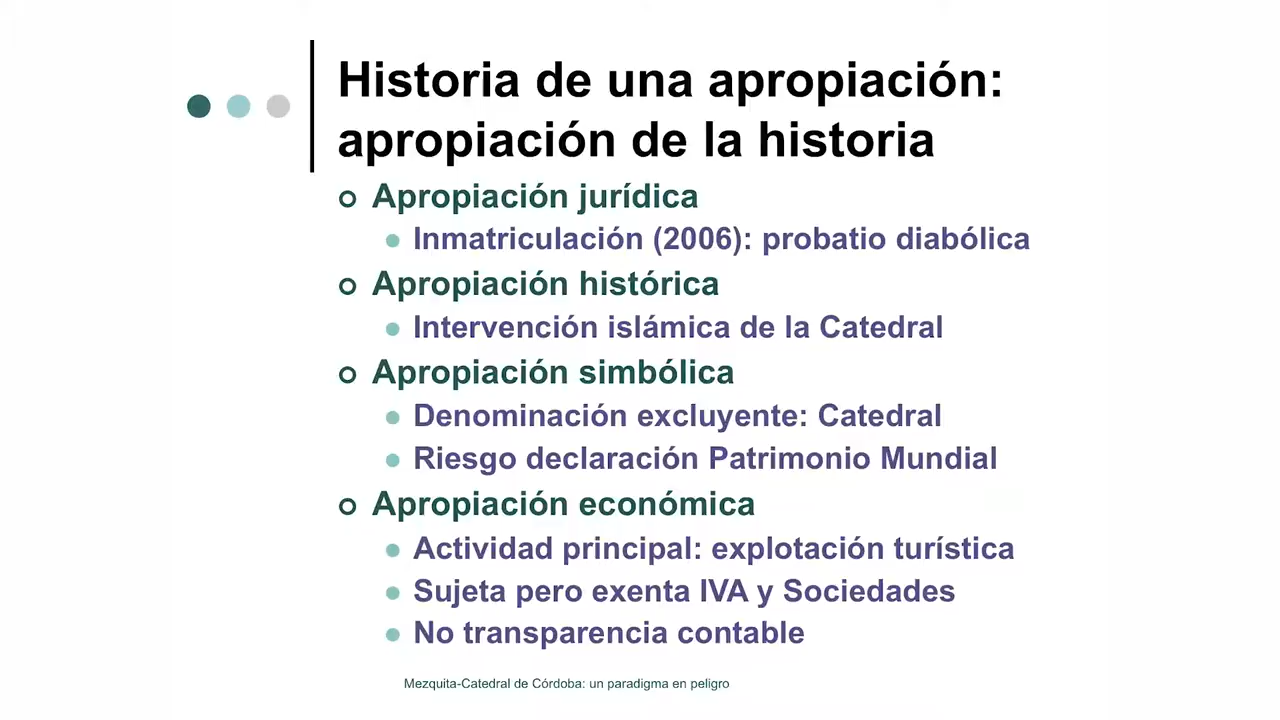 Historia de una apropiación:
apropiación de la historia
Apropiación jurídica
Inmatriculación (2006): probatio diabólica
Apropiación histórica
Intervención islámica de la Catedral
Apropiación simbólica
Denominación excluyente: Catedral
Riesgo declaración Patrimonio Mundial
Apropiación económica
Actividad principal: explotación turística
Sujeta pero exenta IVA y Sociedades
No transparencia contable
Mezquita-Catedral de Córdoba: un paradigma en peligro